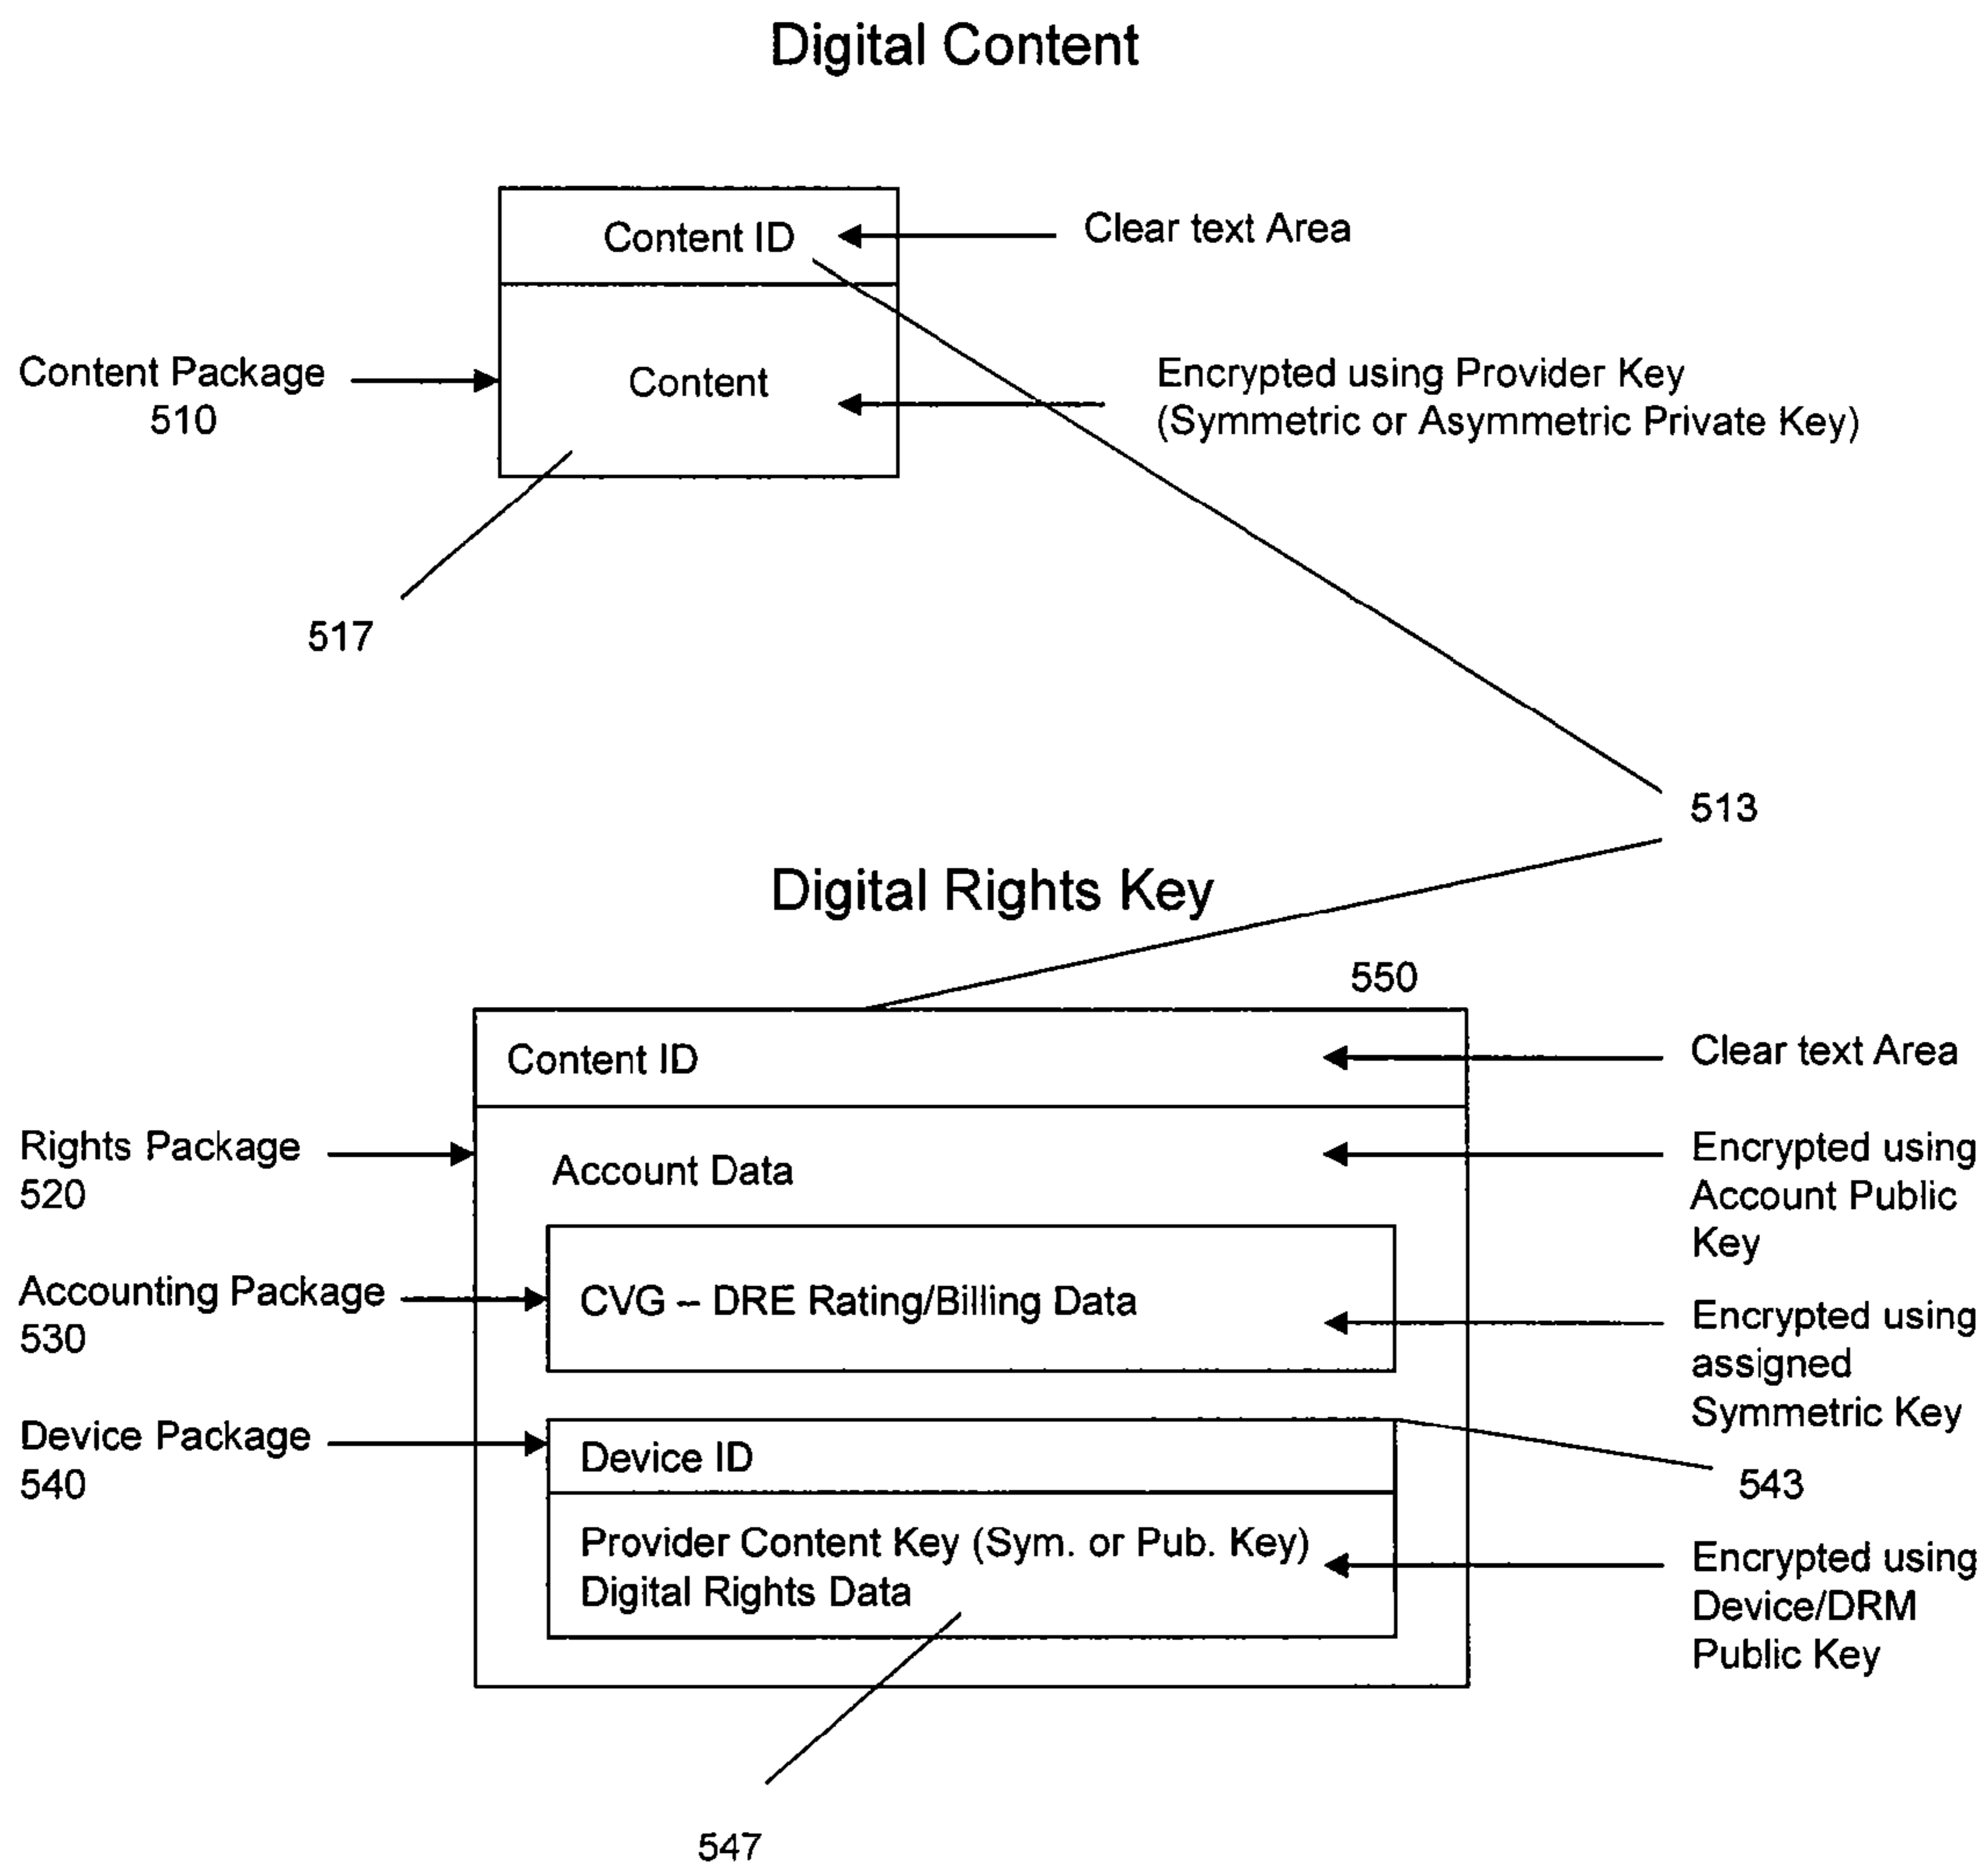 Digital Content
Content ID
Clear text Area
Content Package
510
Content
Encrypted using Provider Key
(Symmetric or Asymmetric Private Key)
517
513
Digital Rights Key
550
Content ID
Clear text Area
Rights Package
520
Account Data
Encrypted using
Account Public
Key
Accounting Package
530
CVG – DRE Rating/Billing Data
Encrypted using
assigned
Symmetric Key
Device Package
540
Device ID
543
Provider Content Key (Sym. or Pub. Key)
Digital Rights Data
Encrypted using
Device/DRM
Public Key
547